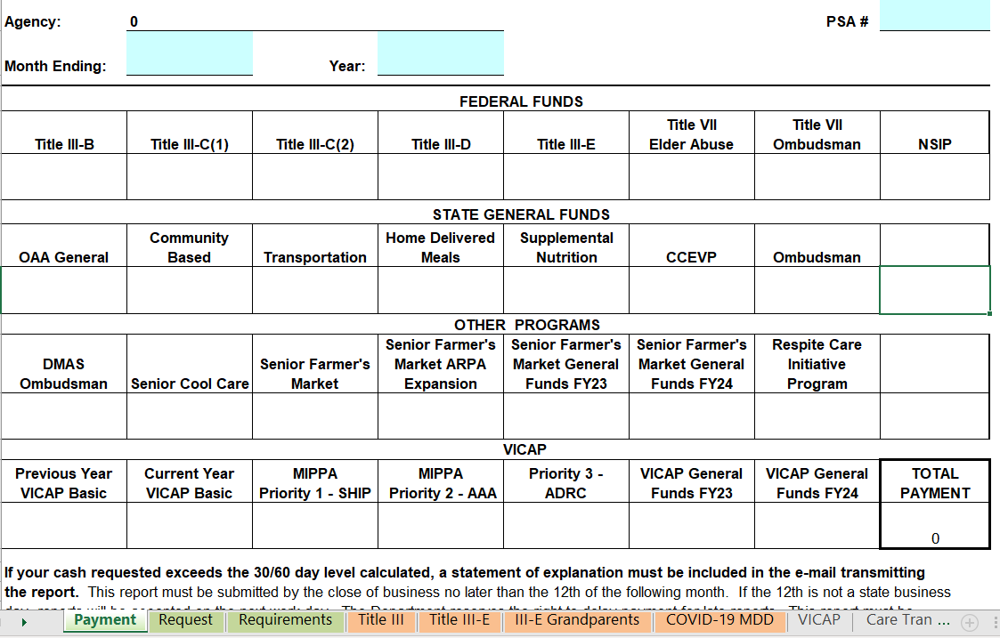 Agency: 0 PSA #
Month Ending: Year:
FEDERAL FUNDS
Title III-B Title III-C(1) Title III-C(2) Title III-D Title III-E Title VII Elder Abuse Title VII Ombudsman NSIP
STATE GENERAL FUNDS
OAA General Community Based Transportation Home Delivered Meals Supplemental Nutrition CCEVP Ombudsman
OTHER PROGRAMS
DMAS Ombudsman Senior Cool Care Senior Farmer's Market Senior Farmer's Market ARPA Expansion Senior Farmer's Market General Funds FY23 Senior Farmer's Market General Funds FY24 Respite Care Initiative Program
VICAP
Previous Year VICAP Basic Current Year VICAP Basic MIPPA Priority 1 - SHIP MIPPA Priority 2 - AAA Priority 3 - ADRC VICAP General Funds FY23 VICAP General Funds FY24 TOTAL PAYMENT
0
If your cash requested exceeds the 30/60 day level calculated, a statement of explanation must be included in the e-mail transmitting
the report. This report must be submitted by the close of business no later than the 12th of the following month. If the 12th is not a state business
Payment Request Requirements Title III Title III-E III-E Grandparents COVID-19 MDD VICAP Care Tran ...